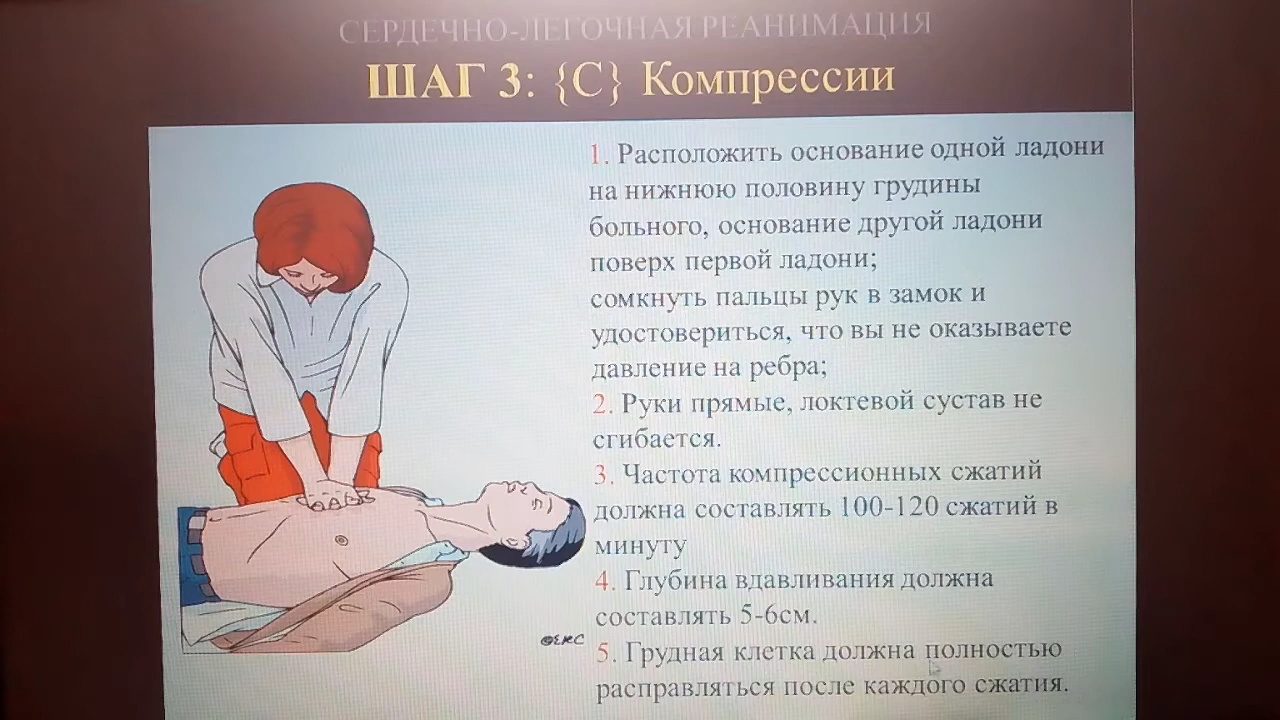 СЕРДЕЧНО-ЛЕГОЧНАЯ РЕАНИМАЦИЯ
ШАГ 3: {С} Компрессии
1. Расположить основание одной ладони
на нижнюю половину грудины
больного, основание другой ладони
поверх первой ладони;
сомкнуть пальцы рук в замок и
удостовериться, что вы не оказываете
давление на ребра;
2. Руки прямые, локтевой сустав не
сгибается.
3. Частота компрессионных сжатий
должна составлять 100-120 сжатий в
минуту
4. Глубина вдавливания должна
составлять 5-6см.
5. Грудная клетка должна полностью
расправляться после каждого сжатия.
©ERC